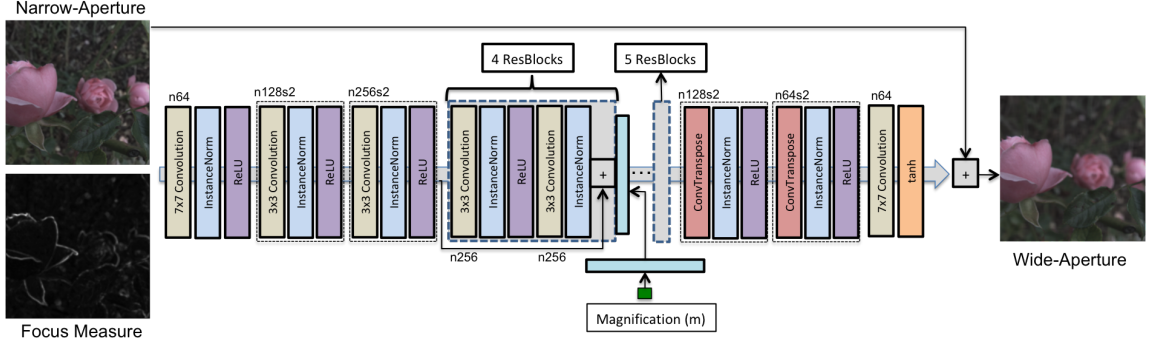 Narrow-Aperture
4 ResBlocks
5 ResBlocks
n64
n128s2
n256s2
n128s2
n64s2
n64
7x7 Convolution
InstanceNorm
ReLU
3x3 Convolution
InstanceNorm
ReLU
3x3 Convolution
InstanceNorm
ReLU
3x3 Convolution
InstanceNorm
ReLU
3x3 Convolution
InstanceNorm
+
...
ConvTranspose
InstanceNorm
ReLU
ConvTranspose
InstanceNorm
ReLU
7x7 Convolution
tanh
+
n256
n256
Wide-Aperture
Magnification (m)
Focus Measure